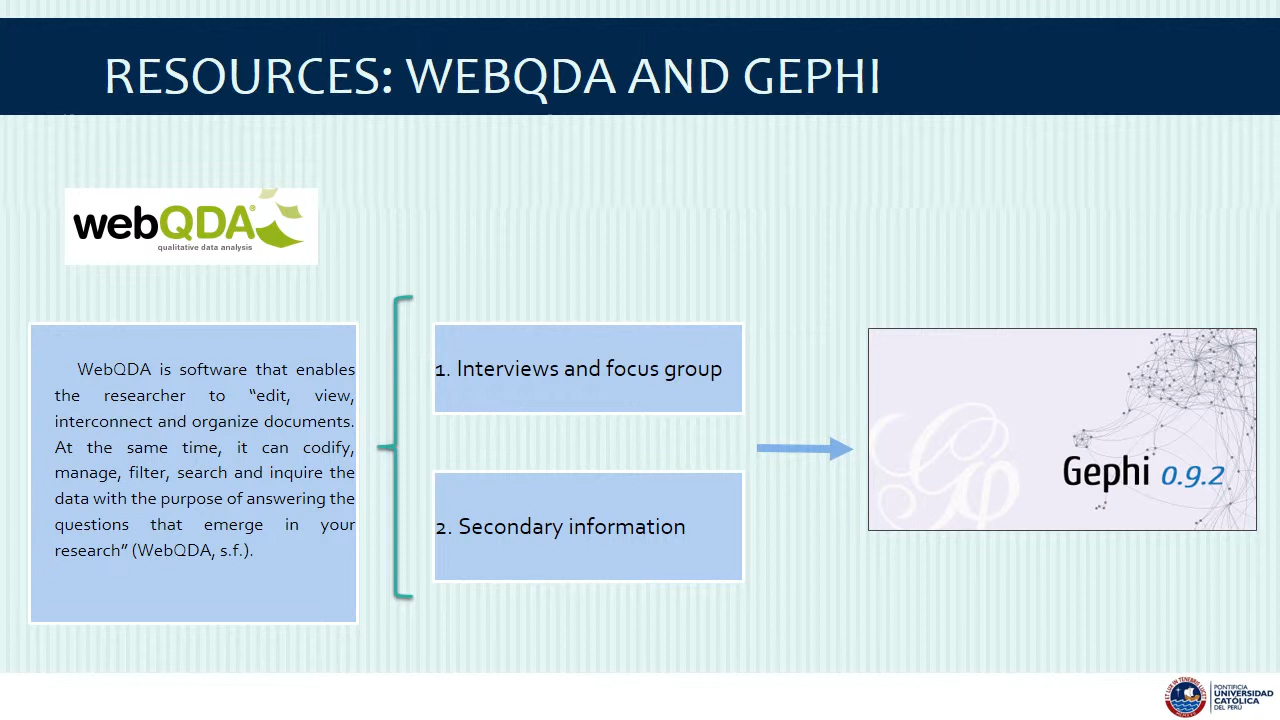 RESOURCES: WEBQDA AND GEPHI
webQDA®
qualitative data analysis
WebQDA is software that enables
the researcher to “edit, view,
interconnect and organize documents.
At the same time, it can codify,
manage, filter, search and inquire the
data with the purpose of answering the
questions that emerge in your
research” (WebQDA, s.f.).
1. Interviews and focus group
2. Secondary information
Gephi 0.9.2
PONTIFICIA
UNIVERSIDAD
CATÓLICA
DEL PERÚ